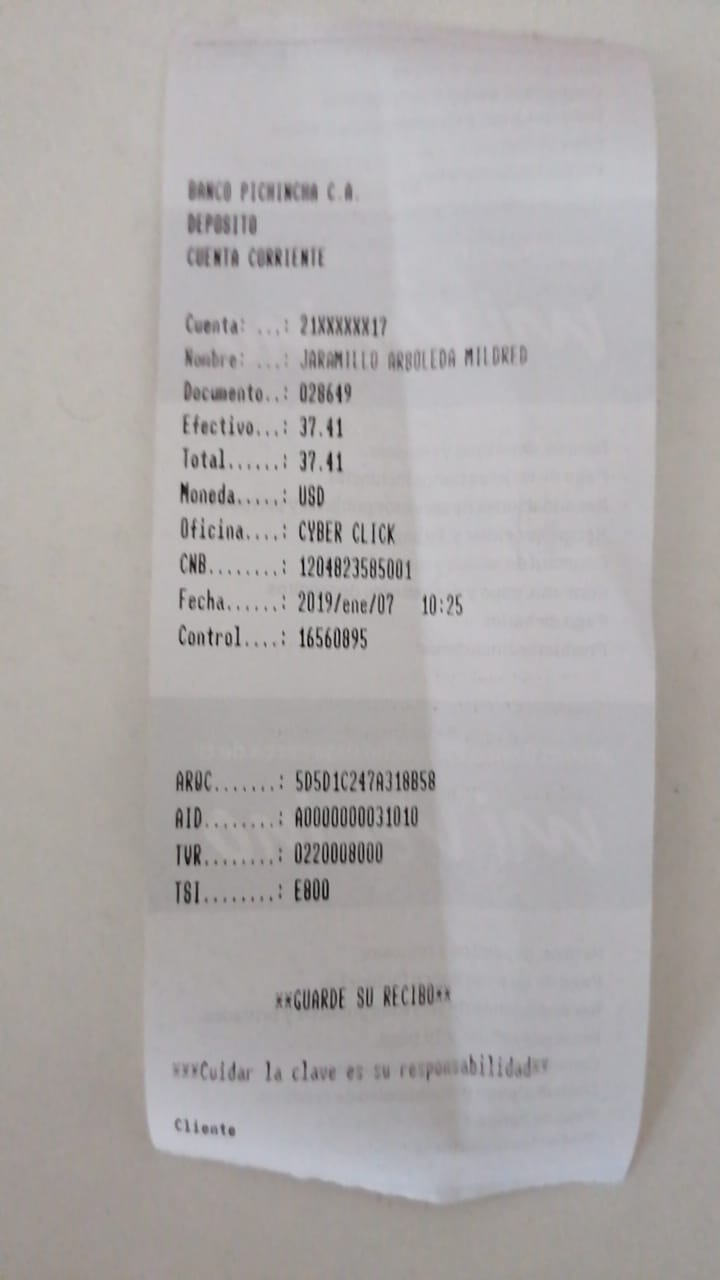 BANCO PICHINCHA C.A.
DEPOSITO
CUENTA CORRIENTE
Cuenta: ...: 21XXXXXX17
Nombre: ...: JARAMILLO ARBOLEDA MILDRED
Documento..: 028649
Efectivo...: 37.41
Total......: 37.41
Moneda.....: USD
Oficina....: CYBER CLICK
CNB........: 1204823585001
Fecha......: 2019/ene/07 10:25
Control....: 16560895
ARQC.......: 5D5D1C247A318B58
AID........: A0000000031010
TVR........: 0220008000
TSI........: E800
**GUARDE SU RECIBO**
***Cuidar la clave es su responsabilidad**
Cliente